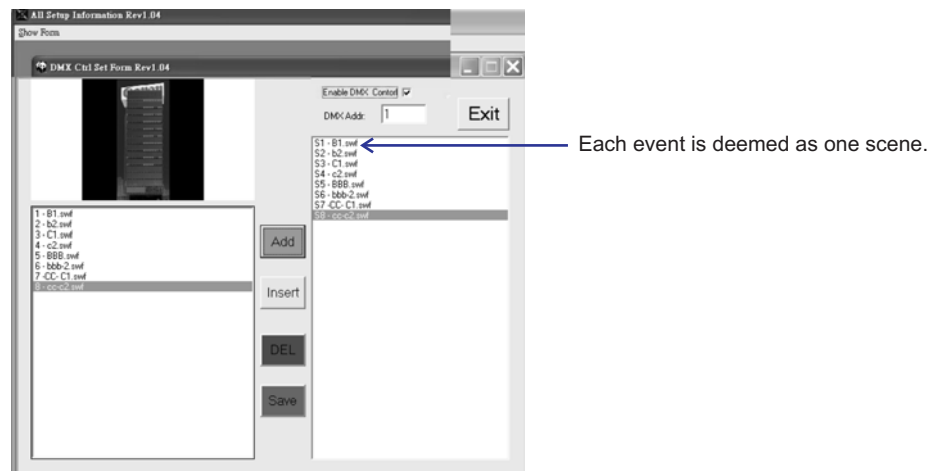 All Setup Information Rev1.04
Show Form
DMX Ctrl Set Form Rev1.04
Enable DMX Contorl
DMX Addr: 1
Exit
S1 - B1.swf
S2 - b2.swf
S3 - C1.swf
S4 - c2.swf
S5 - BBB.swf
S6 - bbb-2.swf
S7 -CC- C1.swf
S8 - cc-c2.swf
Each event is deemed as one scene.
1 - B1.swf
2 - b2.swf
3 - C1.swf
4 - c2.swf
5 - BBB.swf
6 - bbb-2.swf
7 -CC- C1.swf
8 - cc-c2.swf
Add
Insert
DEL
Save